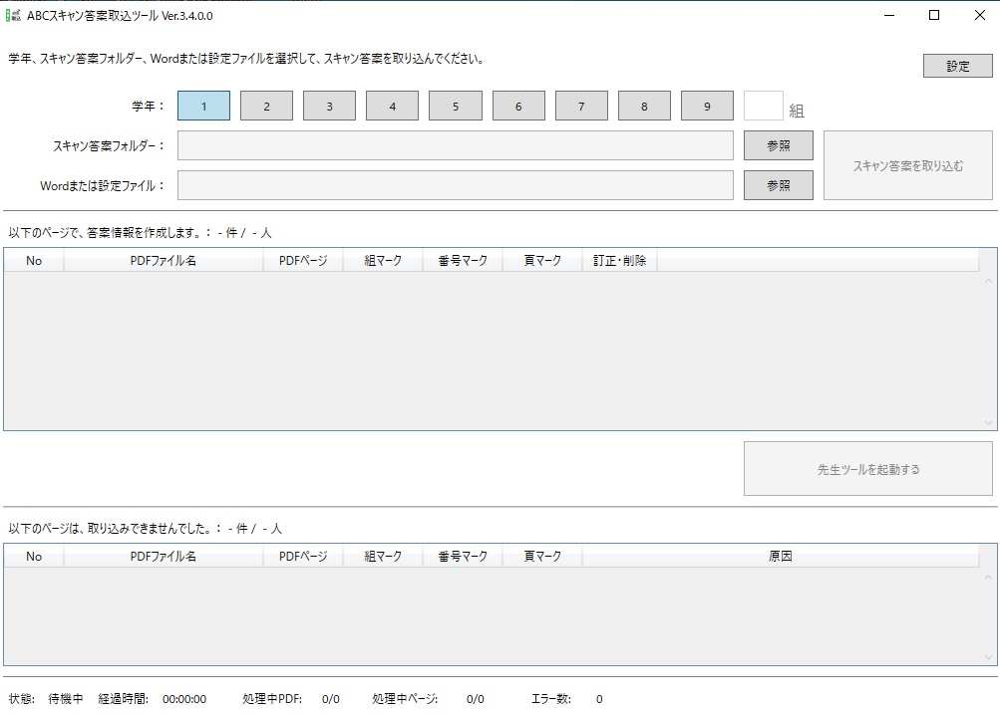 ABCスキャン答案取込ツール Ver.3.4.0.0
学年、スキャン答案フォルダー、Wordまたは設定ファイルを選択して、スキャン答案を取り込んでください。
設定
学年： 1 2 3 4 5 6 7 8 9 組
スキャン答案フォルダー： 参照
スキャン答案を取り込む
Wordまたは設定ファイル： 参照
以下のページで、答案情報を作成します。： - 件 / - 人
No PDFファイル名 PDFページ 組マーク 番号マーク 頁マーク 訂正・削除
先生ツールを起動する
以下のページは、取り込みできませんでした。： - 件 / - 人
No PDFファイル名 PDFページ 組マーク 番号マーク 頁マーク 原因
状態: 待機中 経過時間: 00:00:00 処理中PDF: 0/0 処理中ページ: 0/0 エラー数: 0